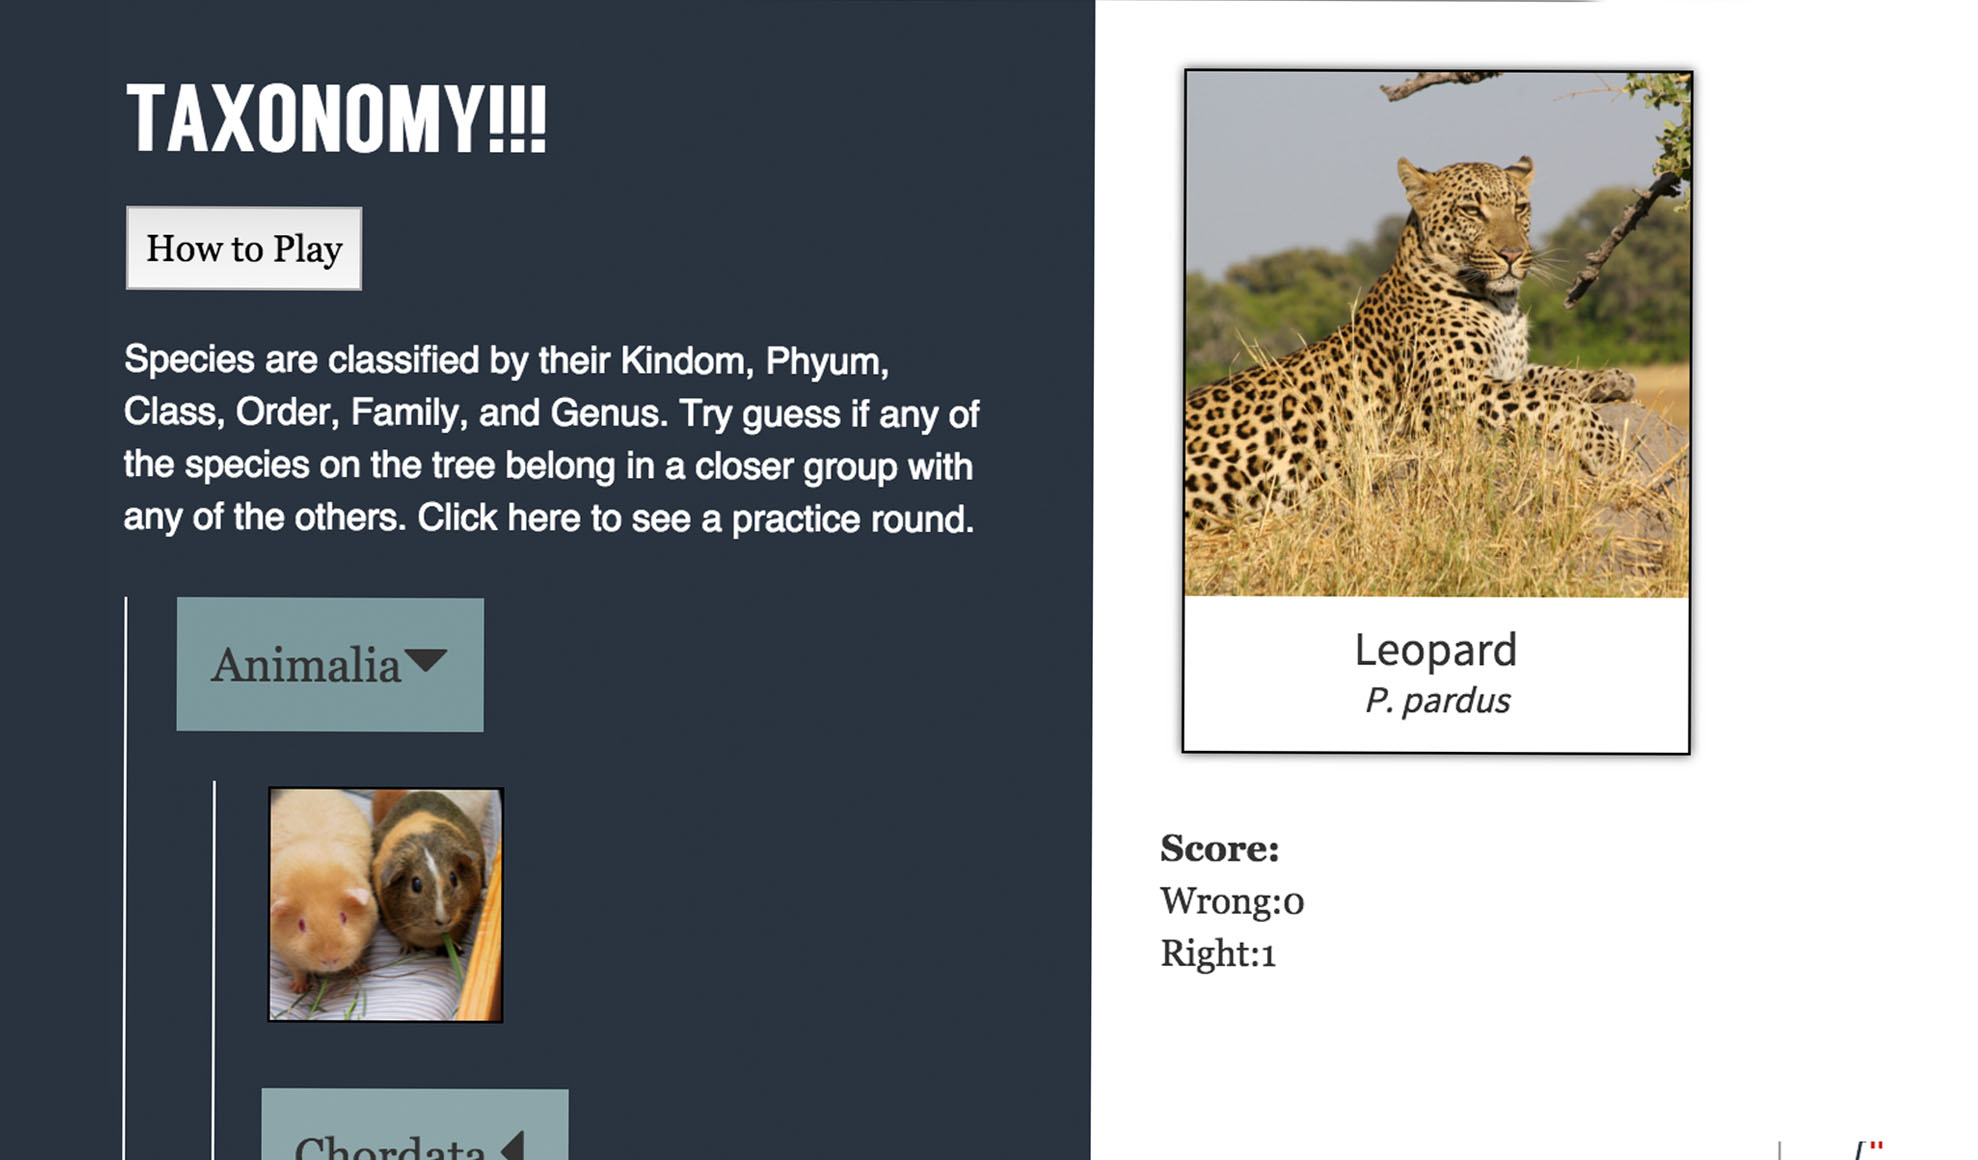 TAXONOMY!!!
How to Play
Species are classified by their Kindom, Phyum,
Class, Order, Family, and Genus. Try guess if any of
the species on the tree belong in a closer group with
any of the others. Click here to see a practice round.
Animalia
Chordata
Leopard
P. pardus
Score:
Wrong:0
Right:1